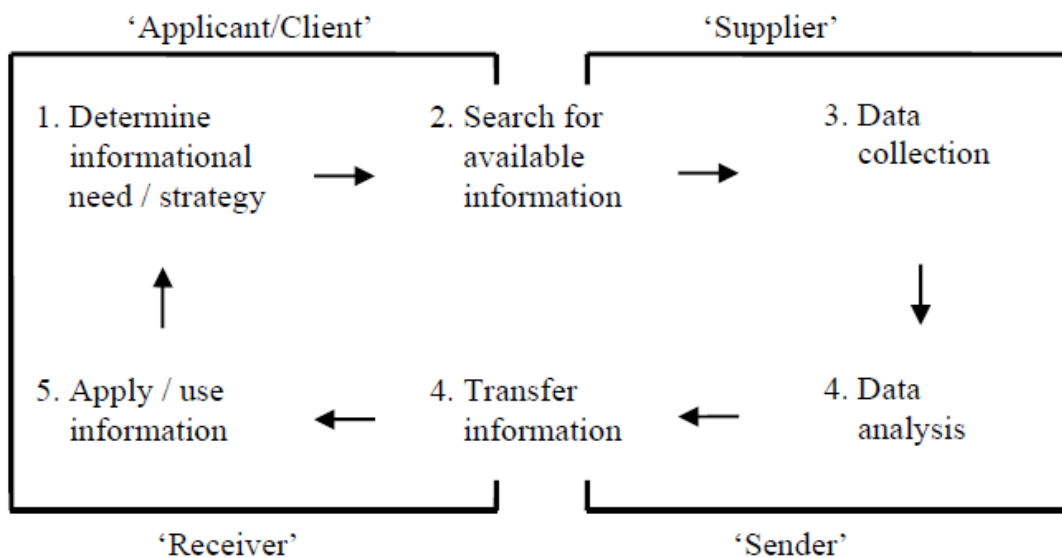 ‘Applicant/Client’
‘Supplier’
1. Determine
informational
need / strategy
2. Search for
available
information
3. Data
collection
5. Apply / use
information
4. Transfer
information
4. Data
analysis
‘Receiver’
‘Sender’